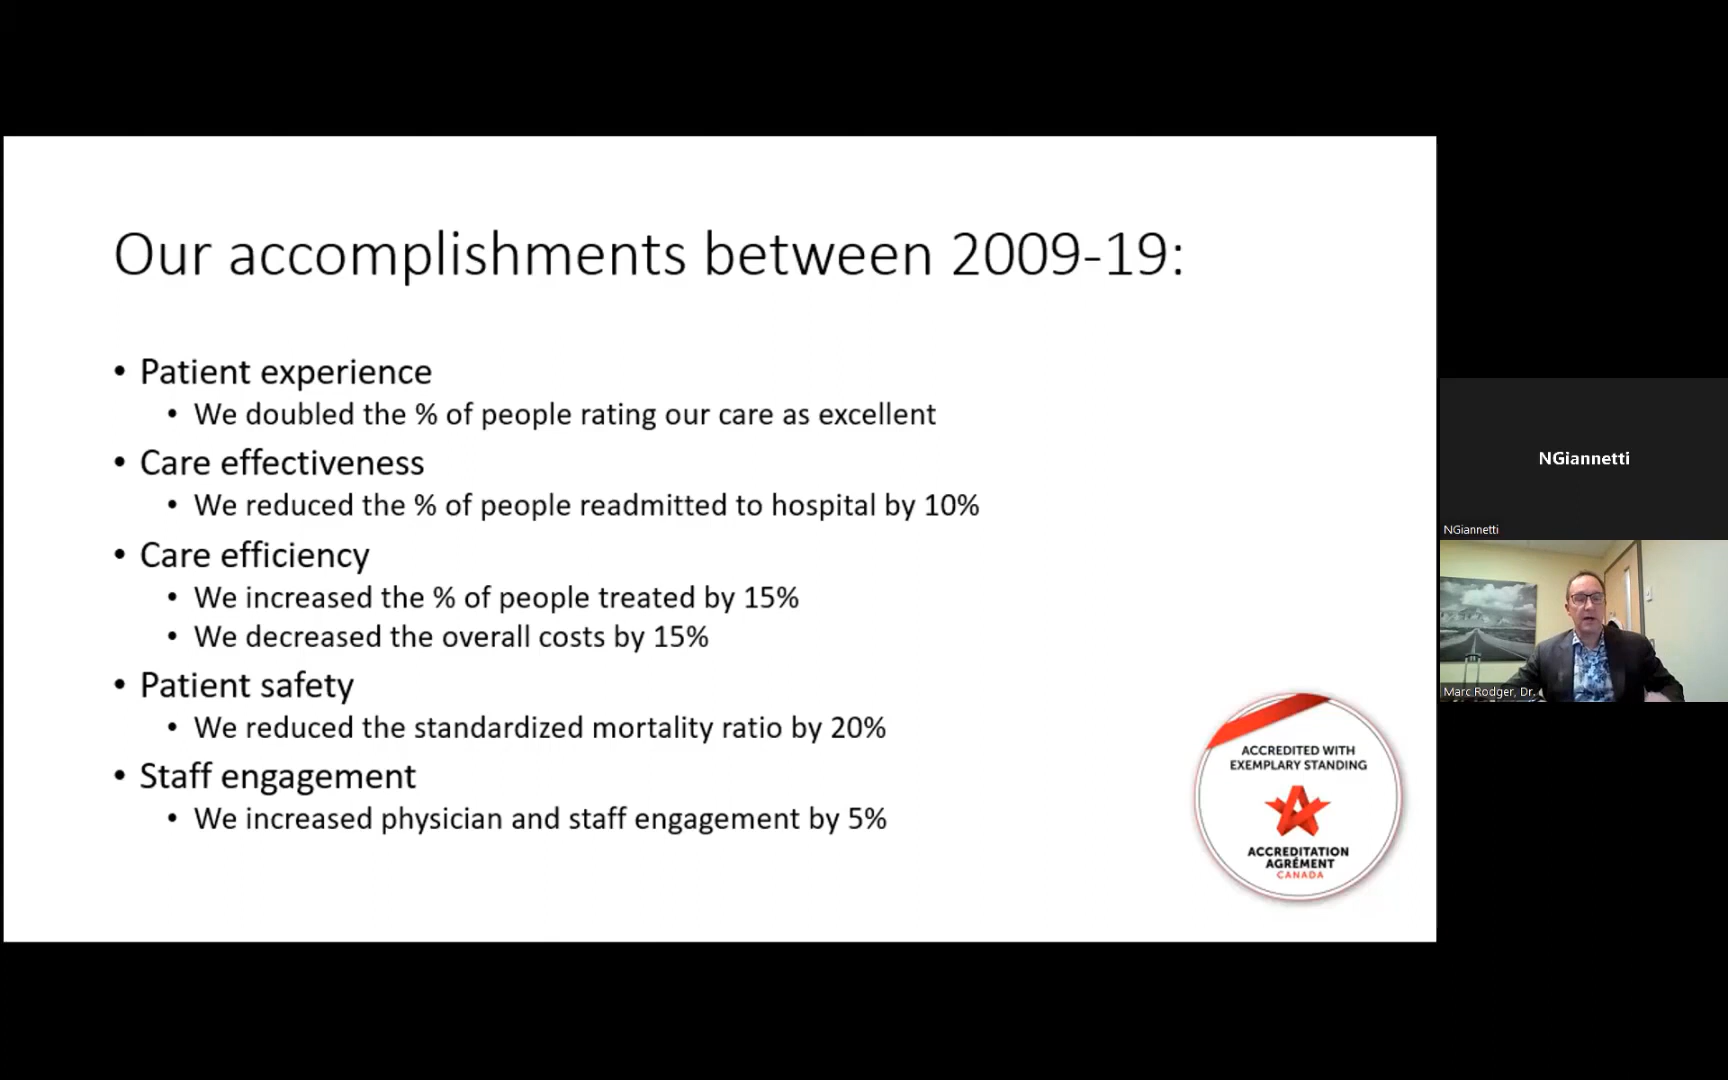 Our accomplishments between 2009-19:
• Patient experience
• We doubled the % of people rating our care as excellent
• Care effectiveness
• We reduced the % of people readmitted to hospital by 10%
• Care efficiency
• We increased the % of people treated by 15%
• We decreased the overall costs by 15%
• Patient safety
• We reduced the standardized mortality ratio by 20%
• Staff engagement
• We increased physician and staff engagement by 5%
ACCREDITED WITH
EXEMPLARY STANDING
ACCREDITATION
AGRÉMENT
CANADA
NGiannetti
NGiannetti
Marc Rodger, Dr.